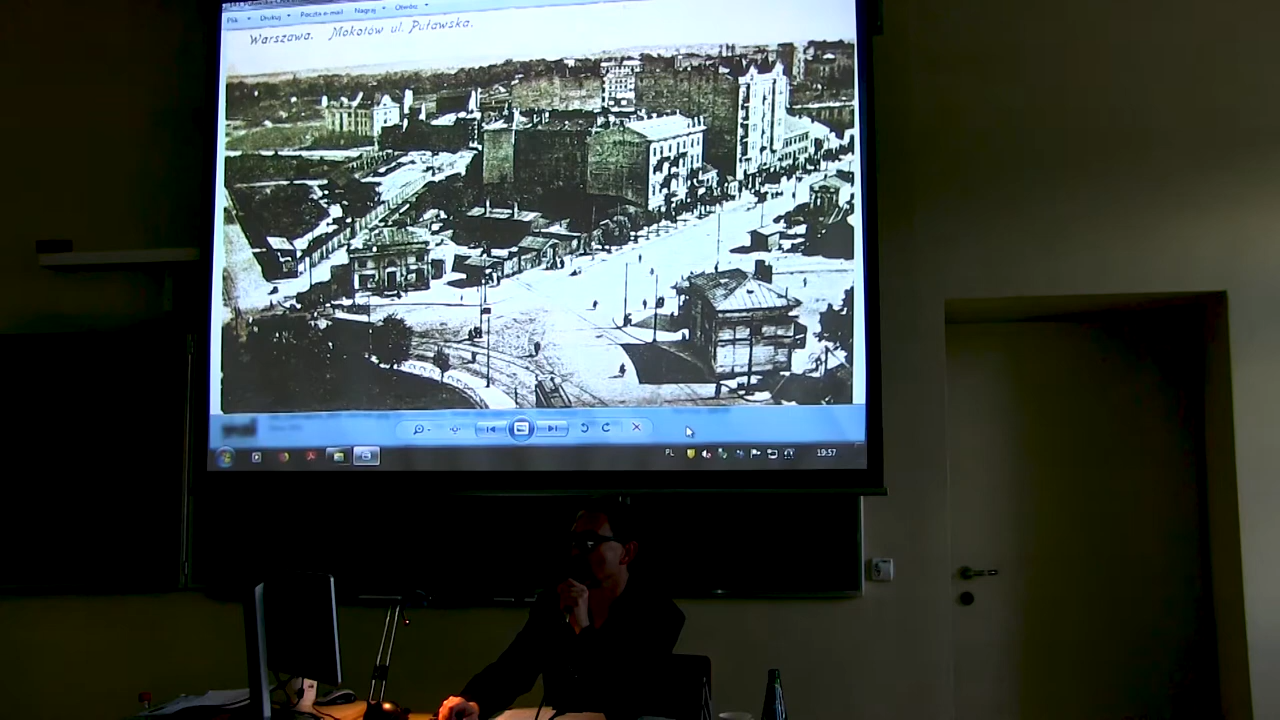 Plik Drukuj Poczta e-mail Nagraj Otwórz
Warszawa. Mokotów ul. Puławska.
PL 19:57